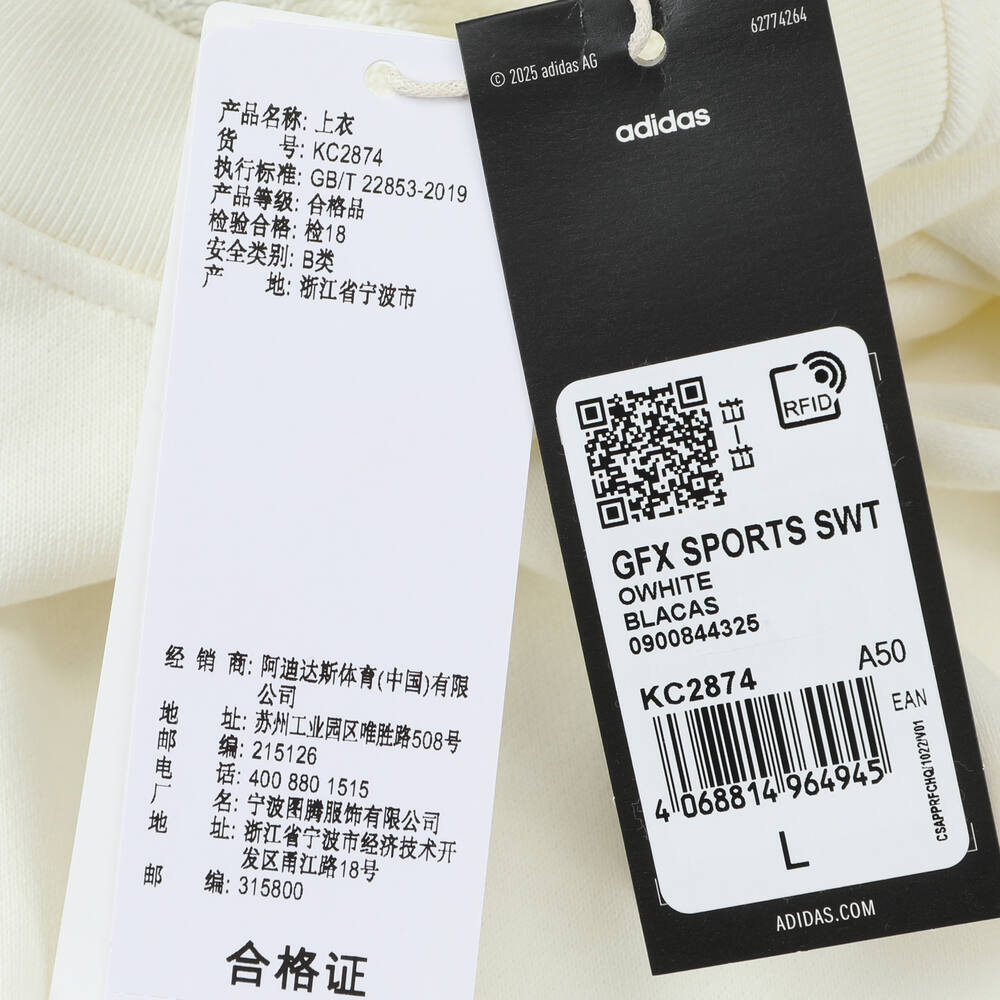 产品名称: 上衣
货 号: KC2874
执行标准: GB/T 22853-2019
产品等级: 合格品
检验合格: 检18
安全类别: B类
产 地: 浙江省宁波市
经 销 商: 阿迪达斯体育(中国)有限
公司
地 址: 苏州工业园区唯胜路508号
邮 编: 215126
电 话: 400 880 1515
厂 名: 宁波图腾服饰有限公司
地 址: 浙江省宁波市经济技术开
发区甬江路18号
邮 编: 315800
合格证
62774264
© 2025 adidas AG
adidas
扫一扫
RFID
GFX SPORTS SWT
OWHITE
BLACAS
0900844325
KC2874 A50
EAN
4 068814 964945
CSAPPRFCHQ/1022/V01
L
ADIDAS.COM